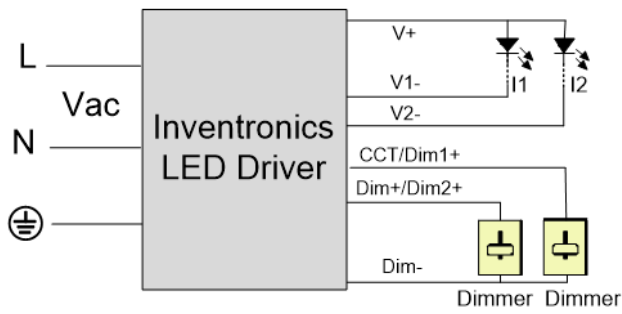 L
Vac
N
Inventronics
LED Driver
V+
V1-
I1
I2
V2-
CCT/Dim1+
Dim+/Dim2+
Dim-
Dimmer Dimmer